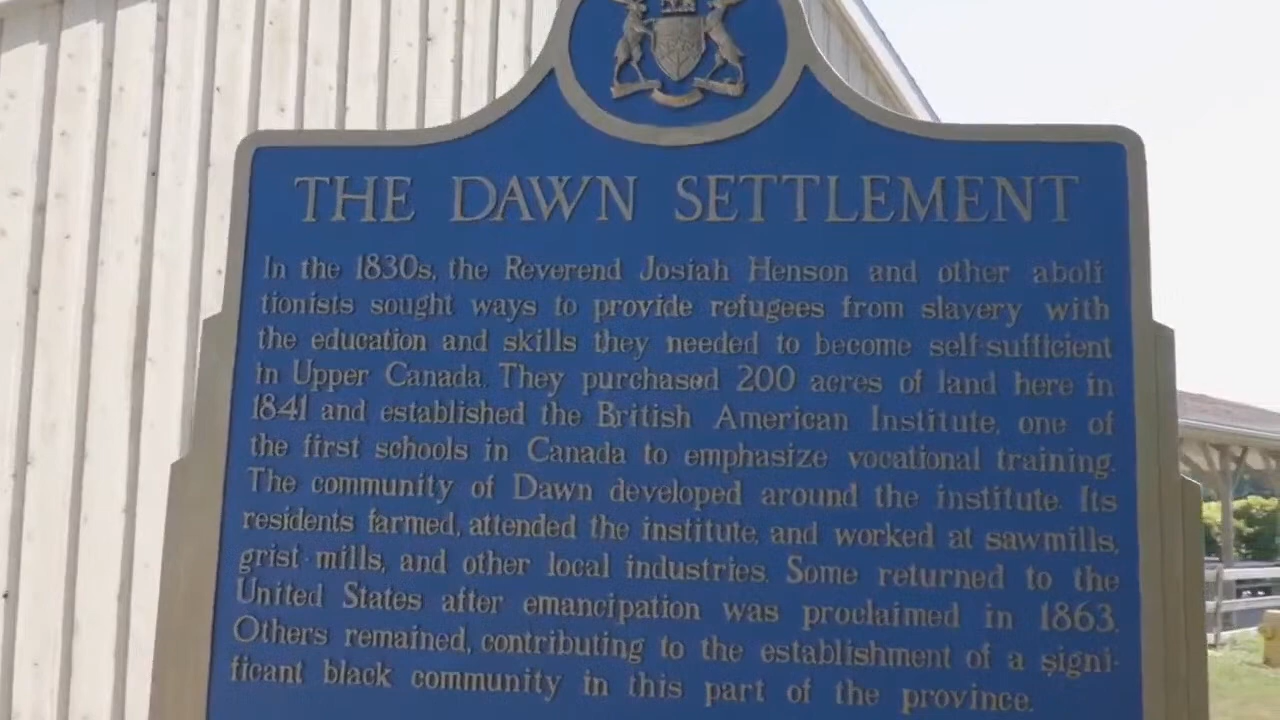 THE DAWN SETTLEMENT
In the 1830s, the Reverend Josiah Henson and other aboli
tionists sought ways to provide refugees from slavery with
the education and skills they needed to become self-sufficient
in Upper Canada. They purchased 200 acres of land here in
1841 and established the British American Institute, one of
the first schools in Canada to emphasize vocational training.
The community of Dawn developed around the institute. Its
residents farmed, attended the institute, and worked at sawmills,
grist-mills, and other local industries. Some returned to the
United States after emancipation was proclaimed in 1863.
Others remained, contributing to the establishment of a signi-
ficant black community in this part of the province.